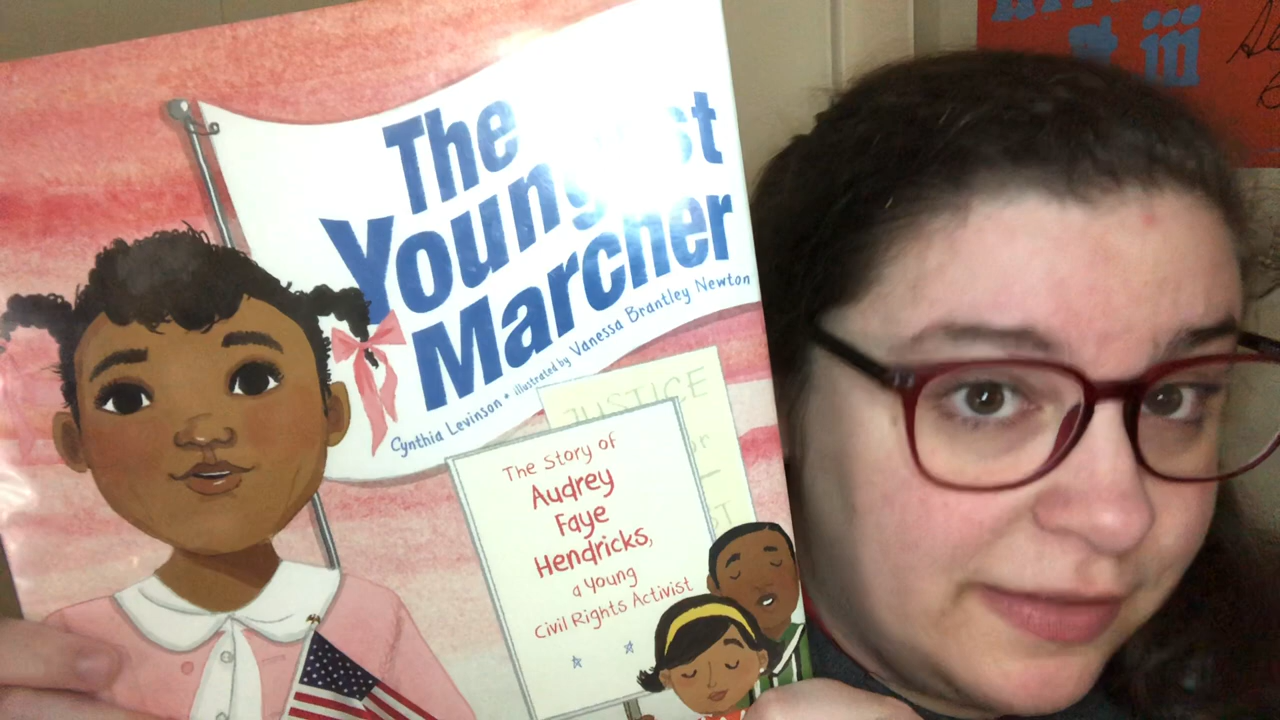 The
Marcher
Cynthia Levinson • illustrated by Vanessa Brantley Newton
JUSTICE
The Story of
Audrey
Faye
Hendricks,
a Young
Civil Rights Activist
iii